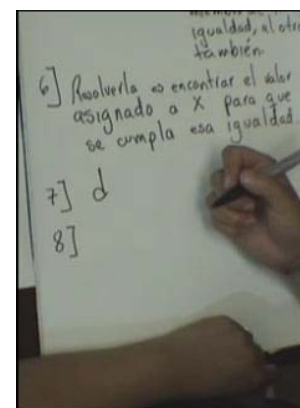 igualdad, el otro
también.
6] Resolverla es encontrar el valor
asignado a X para que
se cumpla esa igualdad.
7] d
8]